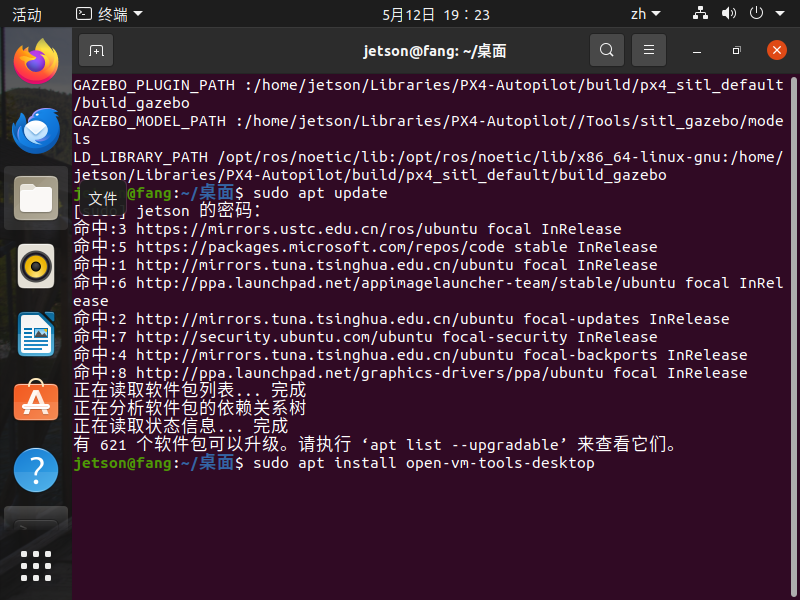 活动
终端
5月12日 19：23
zh
jetson@fang: ~/桌面
GAZEBO_PLUGIN_PATH :/home/jetson/Libraries/PX4-Autopilot/build/px4_sitl_default
/build_gazebo
GAZEBO_MODEL_PATH :/home/jetson/Libraries/PX4-Autopilot//Tools/sitl_gazebo/mode
ls
LD_LIBRARY_PATH /opt/ros/noetic/lib:/opt/ros/noetic/lib/x86_64-linux-gnu:/home/
jetson/Libraries/PX4-Autopilot/build/px4_sitl_default/build_gazebo
文件
@fang:~/桌面$ sudo apt update
jetson 的密码：
命中:3 https://mirrors.ustc.edu.cn/ros/ubuntu focal InRelease
命中:5 https://packages.microsoft.com/repos/code stable InRelease
命中:1 http://mirrors.tuna.tsinghua.edu.cn/ubuntu focal InRelease
命中:6 http://ppa.launchpad.net/appimagelauncher-team/stable/ubuntu focal InRel
ease
命中:2 http://mirrors.tuna.tsinghua.edu.cn/ubuntu focal-updates InRelease
命中:7 http://security.ubuntu.com/ubuntu focal-security InRelease
命中:4 http://mirrors.tuna.tsinghua.edu.cn/ubuntu focal-backports InRelease
命中:8 http://ppa.launchpad.net/graphics-drivers/ppa/ubuntu focal InRelease
正在读取软件包列表... 完成
正在分析软件包的依赖关系树
正在读取状态信息... 完成
有 621 个软件包可以升级。请执行 ‘apt list --upgradable’ 来查看它们。
jetson@fang:~/桌面$ sudo apt install open-vm-tools-desktop